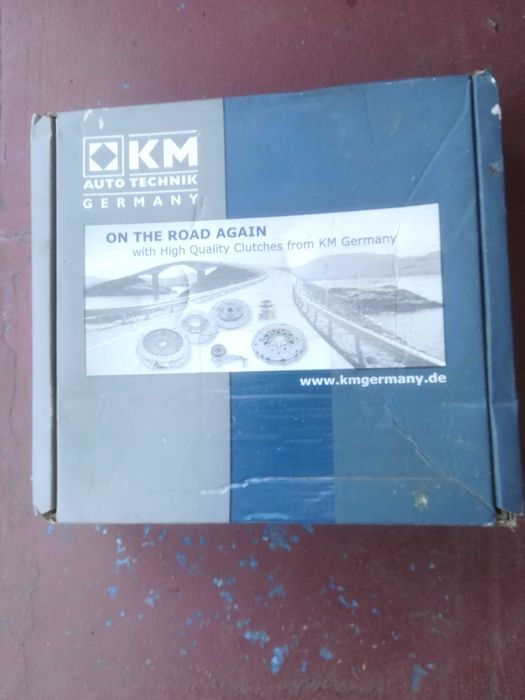 KM
AUTO TECHNIK
GERMANY
ON THE ROAD AGAIN
with High Quality Clutches from KM Germany
www.kmgermany.de